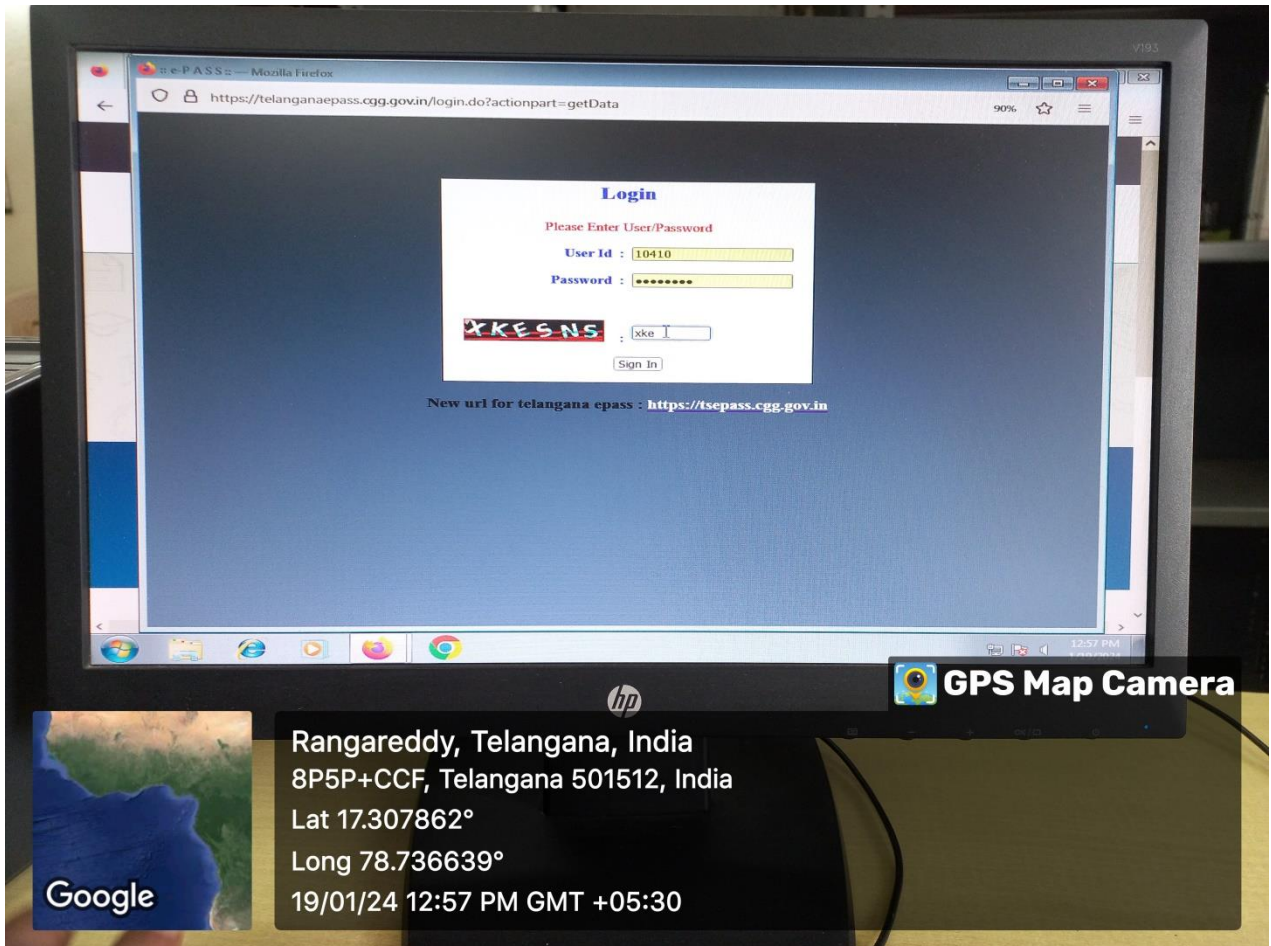 V193
:: e-PASS:: — Mozilla Firefox
https://telanganaepass.cgg.gov.in/login.do?actionpart=getData
90%
Login
Please Enter User/Password
User Id : 10410
Password : ••••••••
XKESNS : xke
Sign In
New url for telangana epass : https://tsepass.cgg.gov.in
12:57 PM
hp
GPS Map Camera
Rangareddy, Telangana, India
8P5P+CCF, Telangana 501512, India
Lat 17.307862°
Long 78.736639°
19/01/24 12:57 PM GMT +05:30
Google